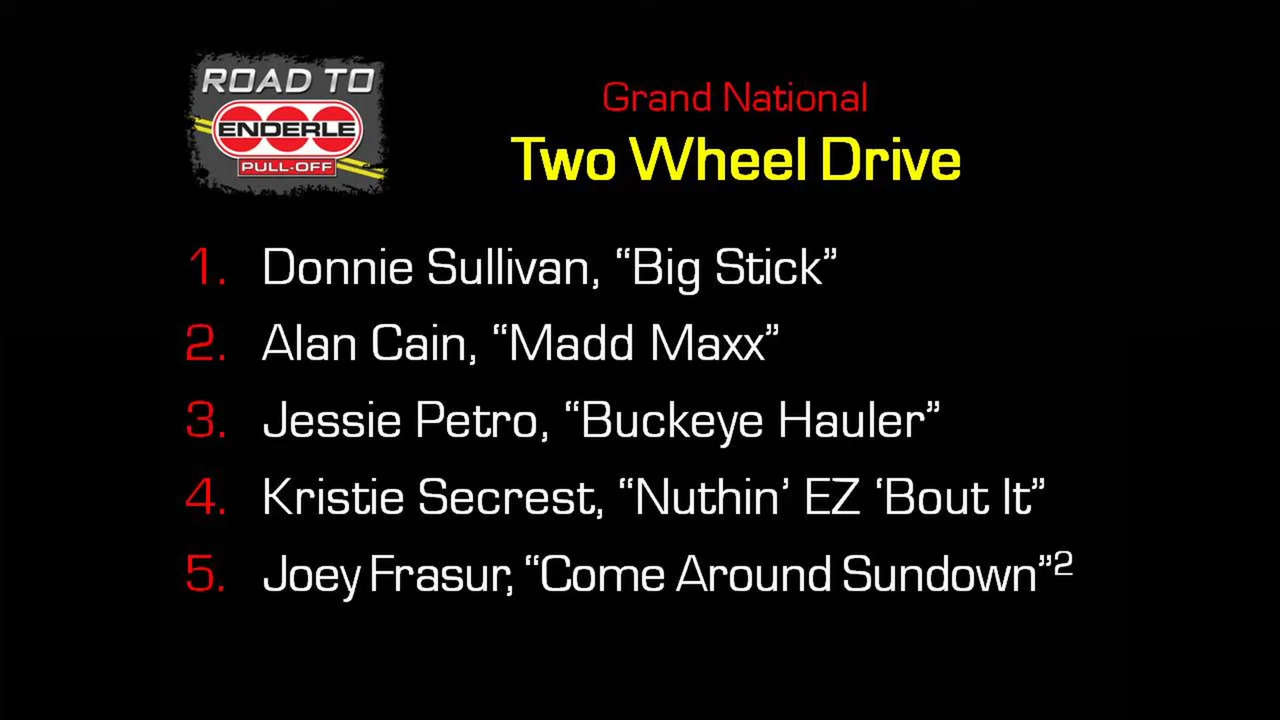 ROAD TO
ENDERLE
PULL-OFF
Grand National
Two Wheel Drive
1. Donnie Sullivan, “Big Stick”
2. Alan Cain, “Madd Maxx”
3. Jessie Petro, “Buckeye Hauler”
4. Kristie Secrest, “Nuthin’ EZ ‘Bout It”
5. Joey Frasur, “Come Around Sundown”²